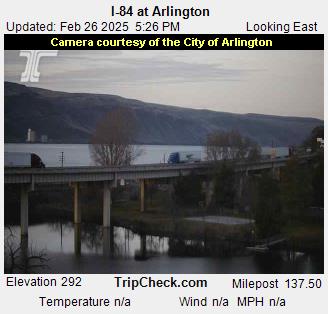 I-84 at Arlington
Updated: Feb 26 2025 5:26 PM Looking East
Camera courtesy of the City of Arlington
Elevation 292 TripCheck.com Milepost 137.50
Temperature n/a Wind n/a MPH n/a